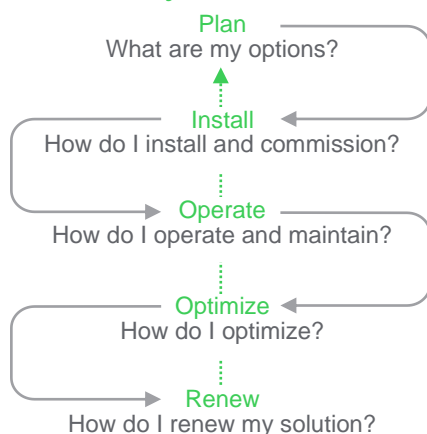 Plan
What are my options?
Install
How do I install and commission?
Operate
How do I operate and maintain?
Optimize
How do I optimize?
Renew
How do I renew my solution?